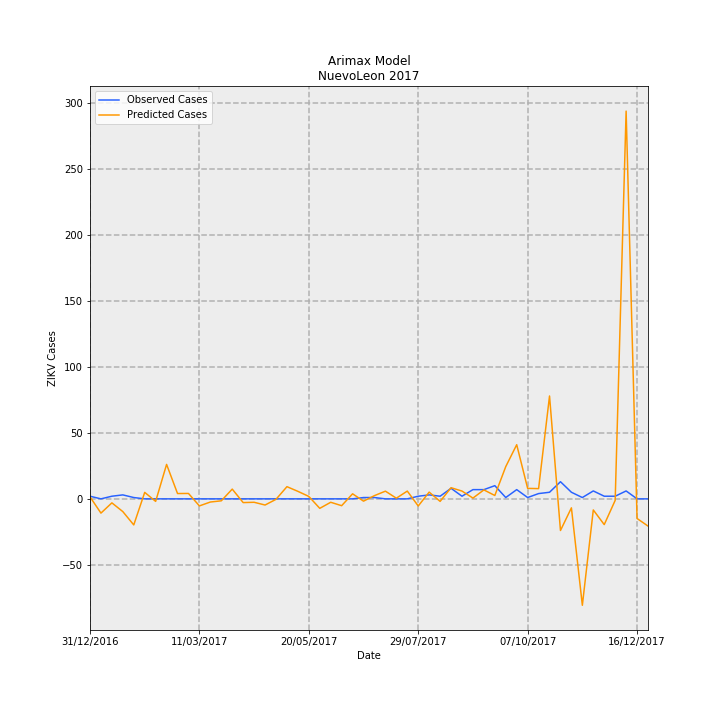 Arimax Model
NuevoLeon 2017
Observed Cases
Predicted Cases
300
250
200
150
100
50
0
−50
ZIKV Cases
31/12/2016
11/03/2017
20/05/2017
29/07/2017
07/10/2017
16/12/2017
Date